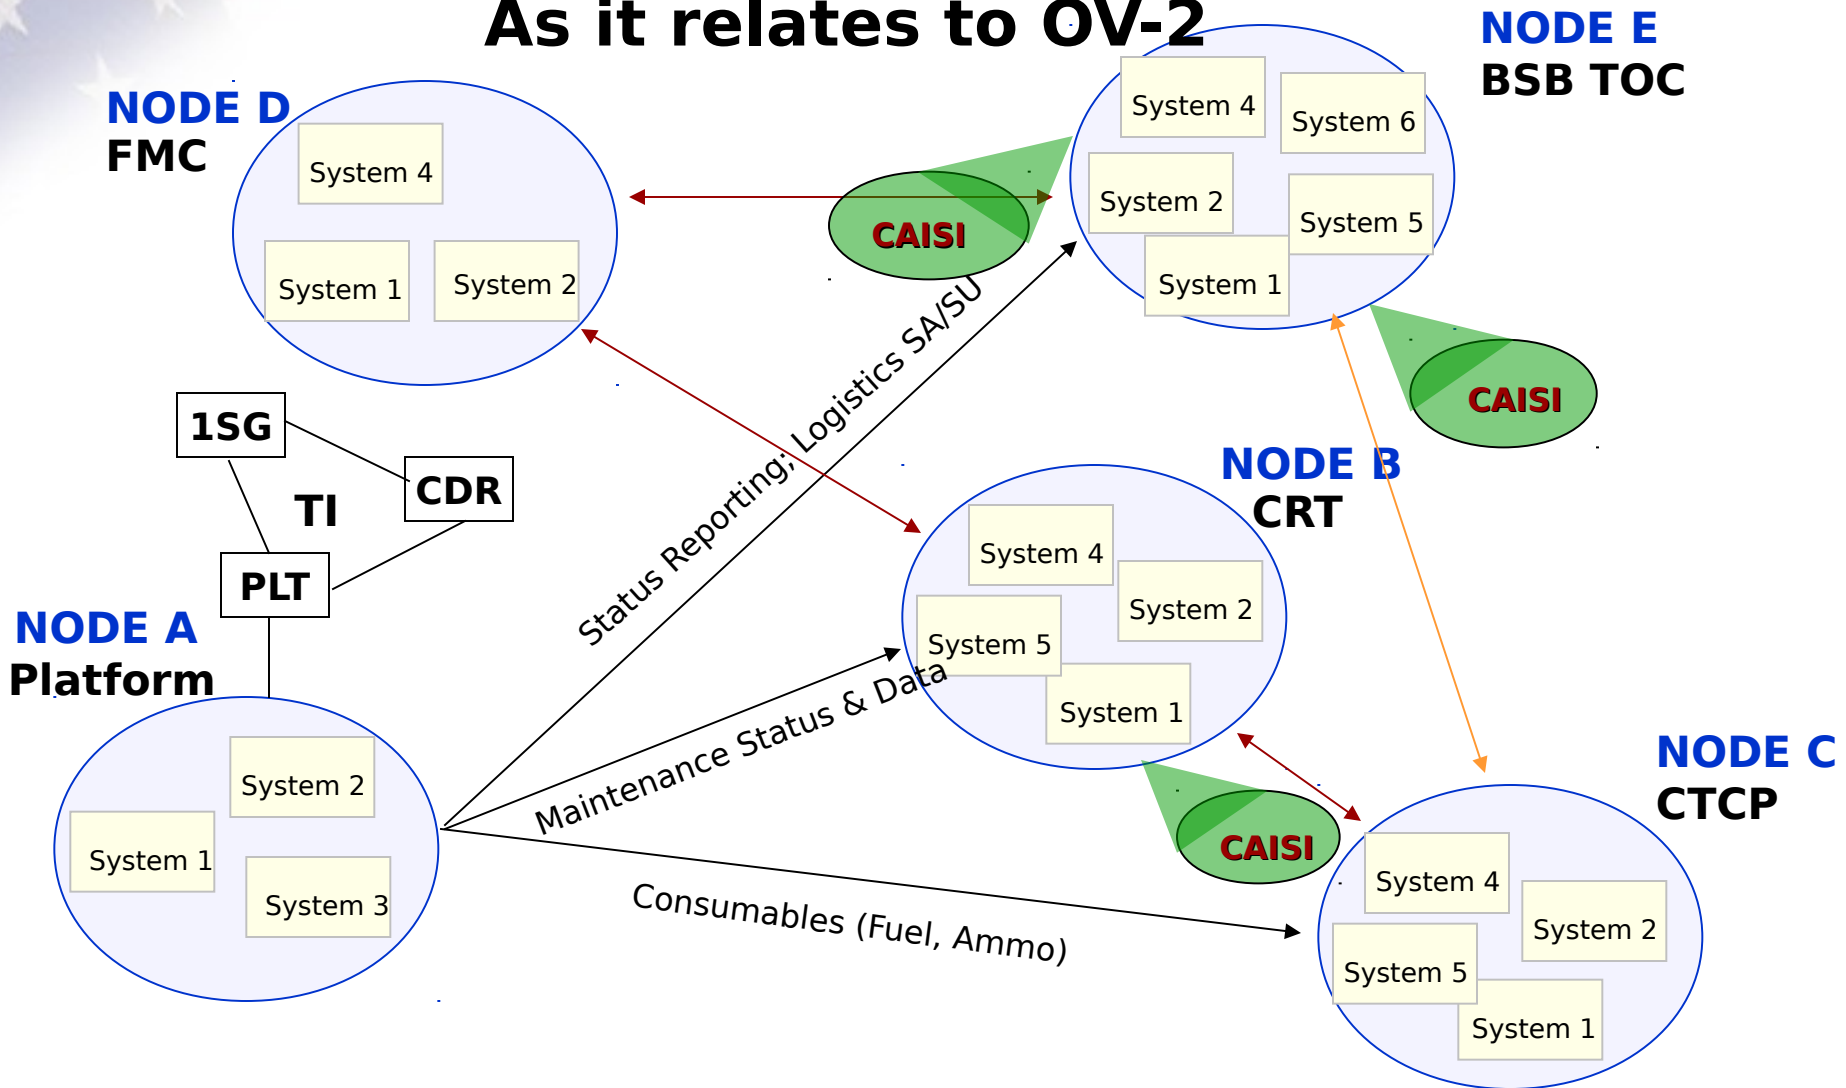 As it relates to OV-2
NODE E
BSB TOC
System 4
System 6
System 2
System 5
System 1
NODE D
FMC
System 4
System 1
System 2
CAISI
CAISI
Status Reporting; Logistics SA/SU
1SG
CDR
TI
PLT
NODE B
CRT
System 4
System 2
System 5
System 1
NODE A
Platform
System 2
System 1
System 3
Maintenance Status & Data
CAISI
Consumables (Fuel, Ammo)
NODE C
CTCP
System 4
System 2
System 5
System 1